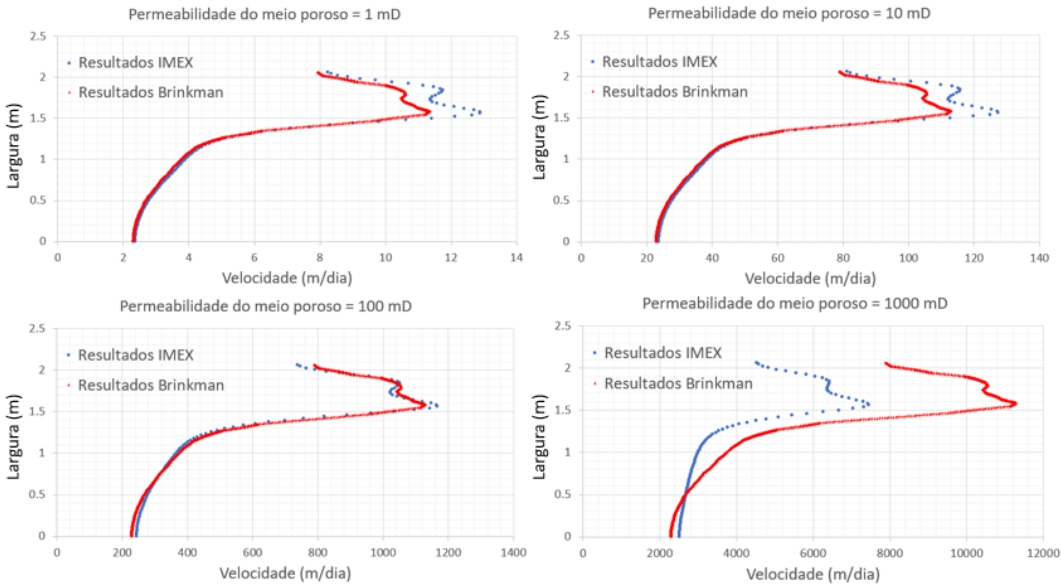 Permeabilidade do meio poroso = 1 mD
2.5
2
1.5
1
0.5
0
Largura (m)
Resultados IMEX
Resultados Brinkman
0 2 4 6 8 10 12 14
Velocidade (m/dia)
Permeabilidade do meio poroso = 10 mD
2.5
2
1.5
1
0.5
0
Largura (m)
Resultados IMEX
Resultados Brinkman
0 20 40 60 80 100 120 140
Velocidade (m/dia)
Permeabilidade do meio poroso = 100 mD
2.5
2
1.5
1
0.5
0
Largura (m)
Resultados IMEX
Resultados Brinkman
0 200 400 600 800 1000 1200 1400
Velocidade (m/dia)
Permeabilidade do meio poroso = 1000 mD
2.5
2
1.5
1
0.5
0
Largura (m)
Resultados IMEX
Resultados Brinkman
0 2000 4000 6000 8000 10000 12000
Velocidade (m/dia)